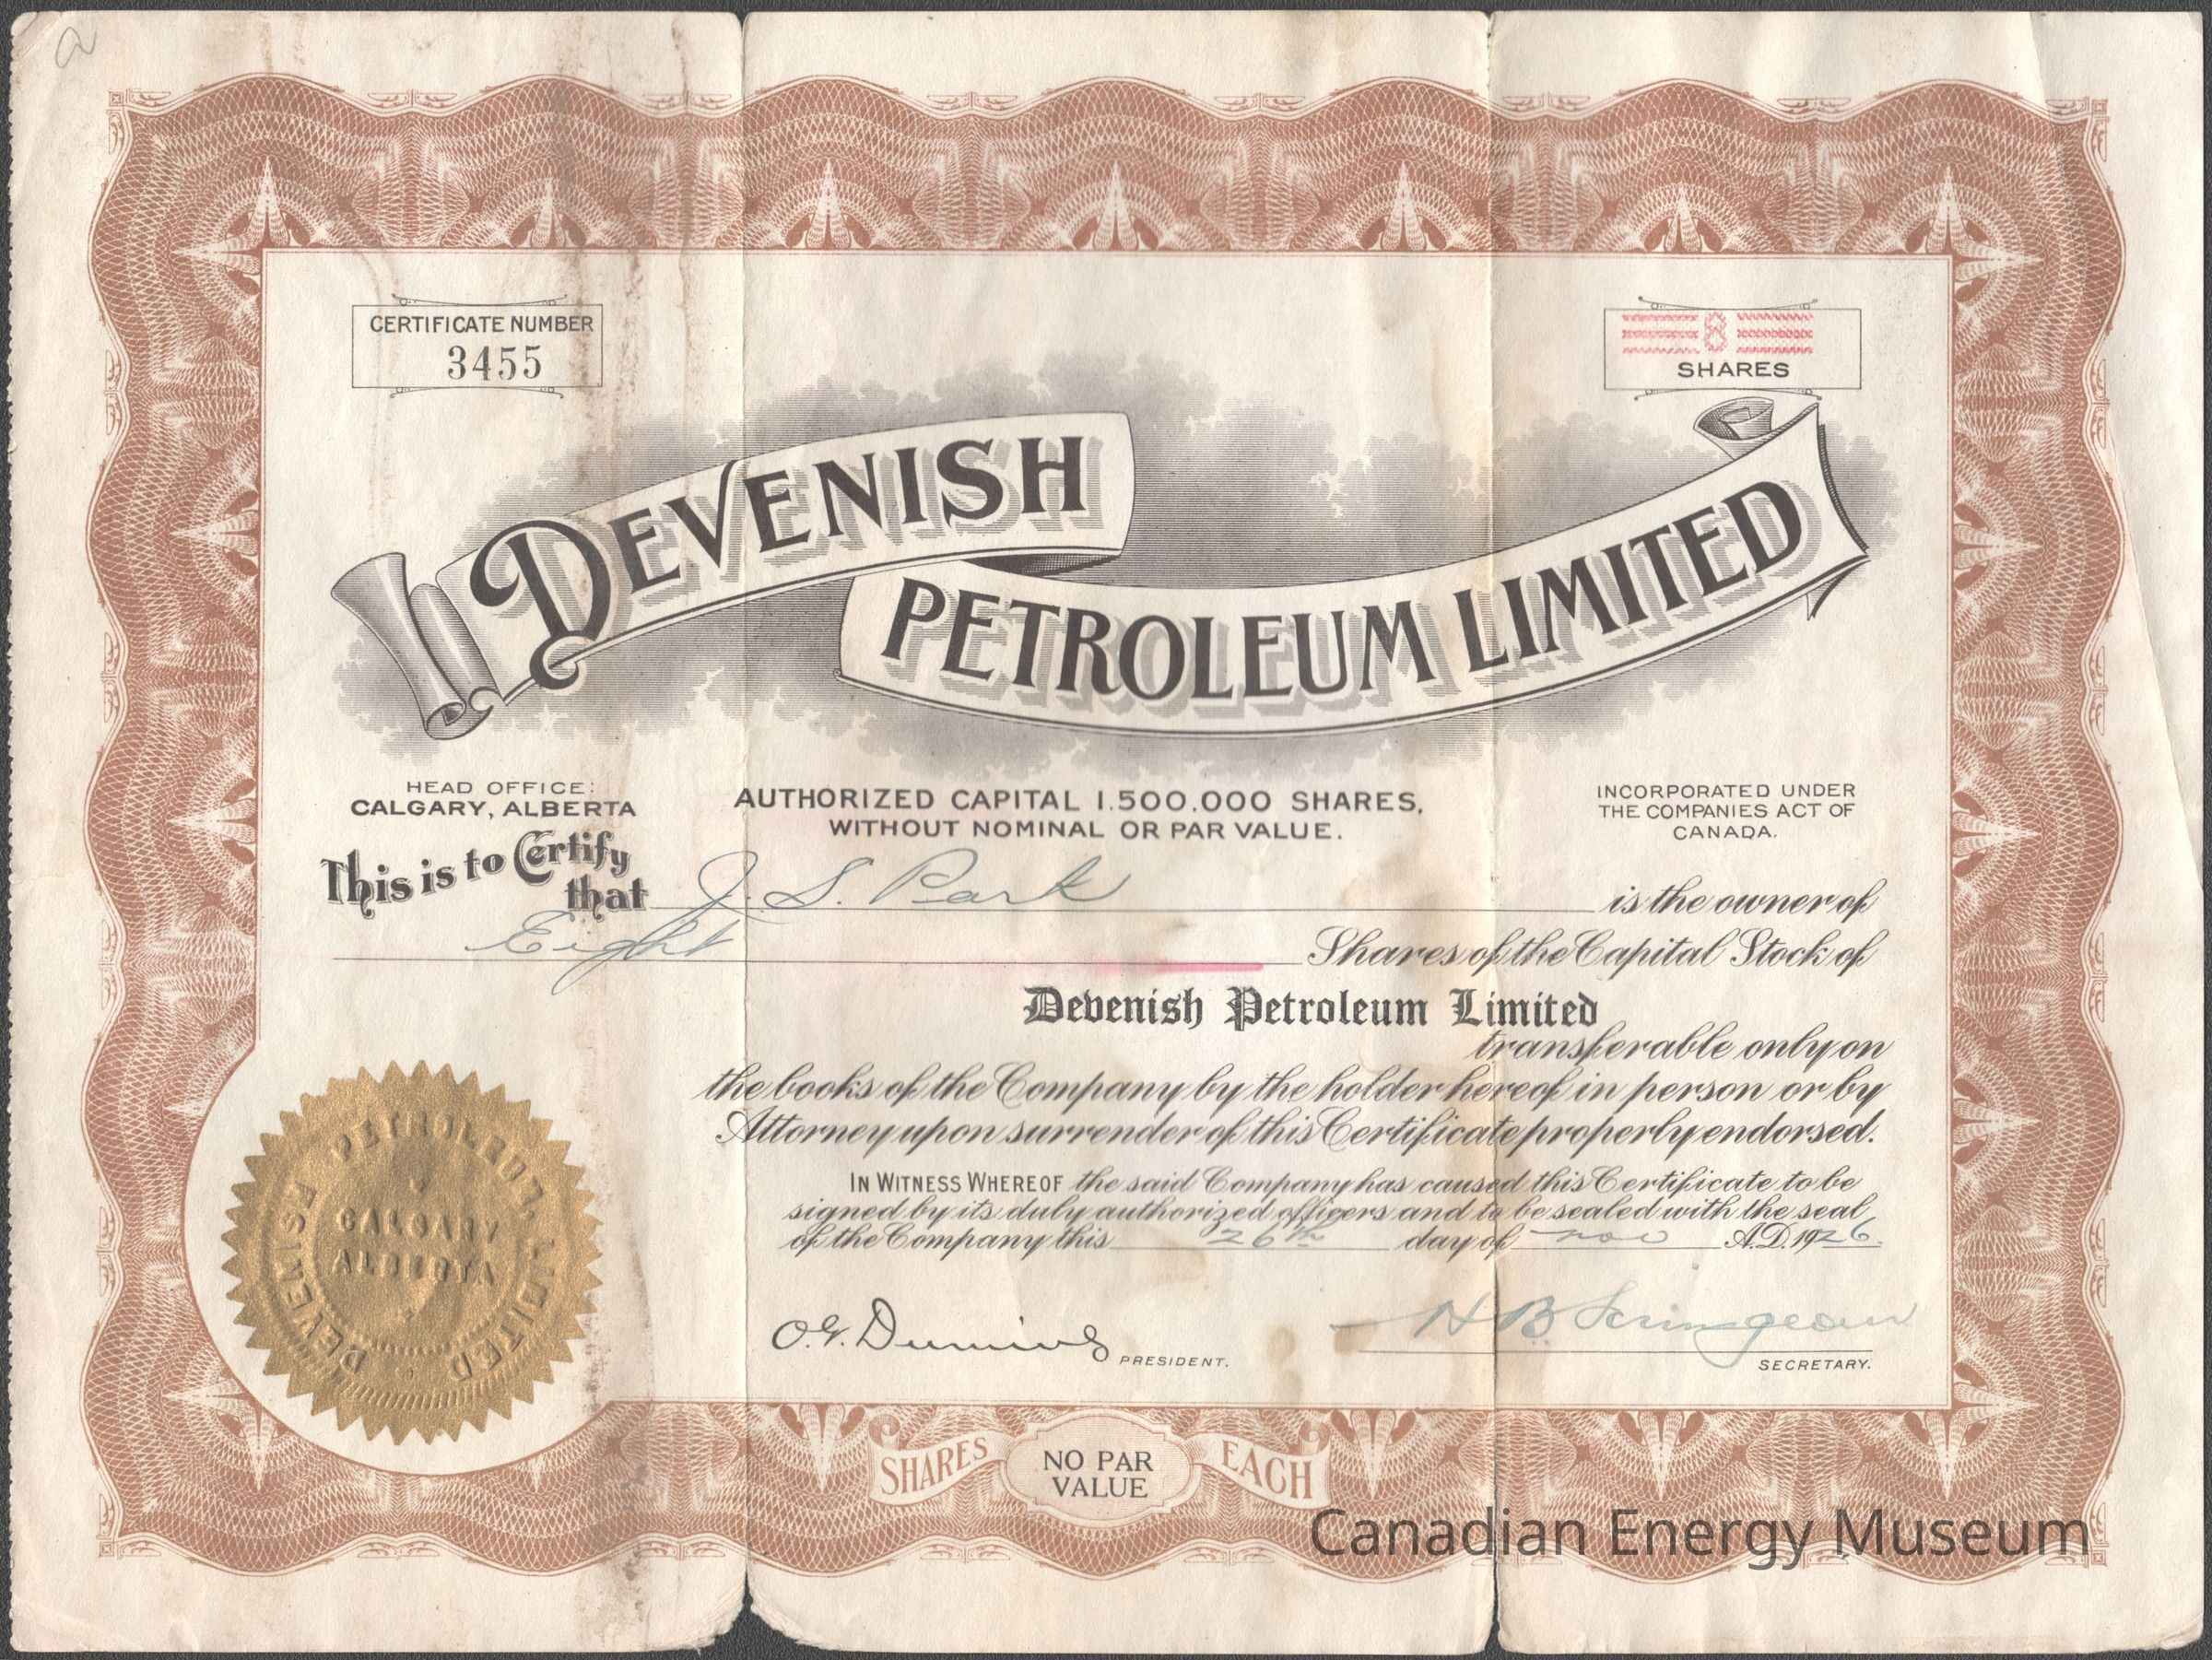 a
CERTIFICATE NUMBER
3455
8
SHARES
DEVENISH
PETROLEUM LIMITED
HEAD OFFICE:
CALGARY, ALBERTA
AUTHORIZED CAPITAL 1.500.000 SHARES,
WITHOUT NOMINAL OR PAR VALUE.
INCORPORATED UNDER
THE COMPANIES ACT OF
CANADA.
This is to Certify
that J. S. Park is the owner of
Eight Shares of the Capital Stock of
Devenish Petroleum Limited
transferable only on
the books of the Company by the holder hereof in person or by
Attorney upon surrender of this Certificate properly endorsed.
IN WITNESS WHEREOF the said Company has caused this Certificate to be
signed by its duly authorized officers and to be sealed with the seal
of the Company this 26th day of Nov A.D. 1926.
DEVENISH PETROLEUM, LIMITED
CALGARY
ALBERTA
O. G. PRESIDENT.
H B Scrimgeour
SECRETARY.
SHARES NO PAR VALUE EACH
Canadian Energy Museum